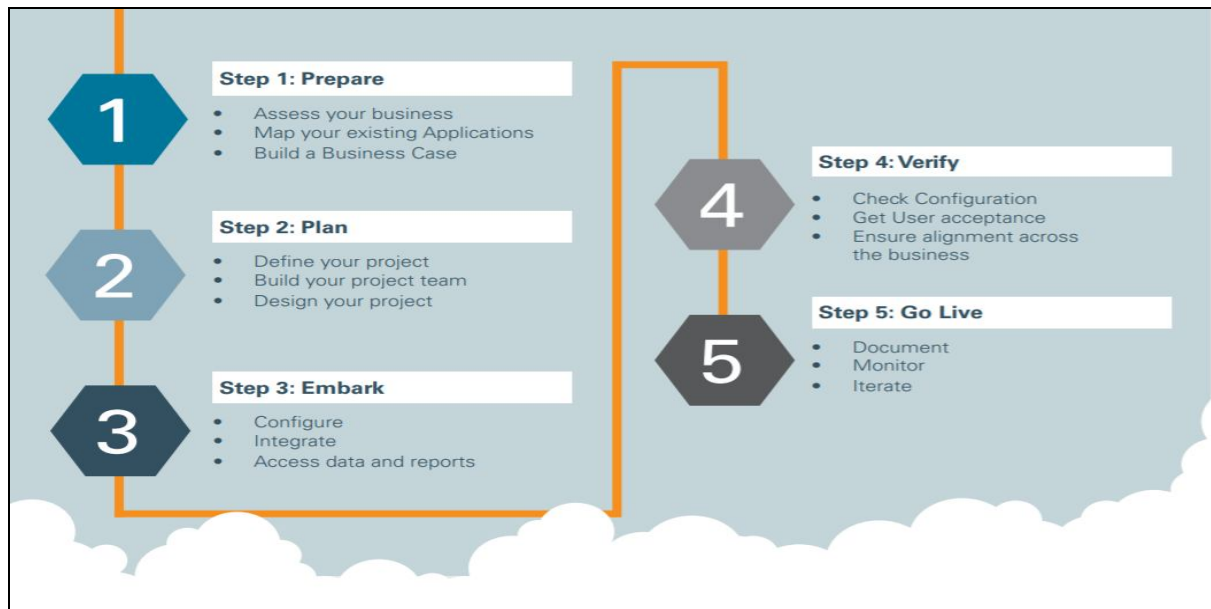 1
Step 1: Prepare
• Assess your business
• Map your existing Applications
• Build a Business Case
2
Step 2: Plan
• Define your project
• Build your project team
• Design your project
3
Step 3: Embark
• Configure
• Integrate
• Access data and reports
4
Step 4: Verify
• Check Configuration
• Get User acceptance
• Ensure alignment across
the business
5
Step 5: Go Live
• Document
• Monitor
• Iterate